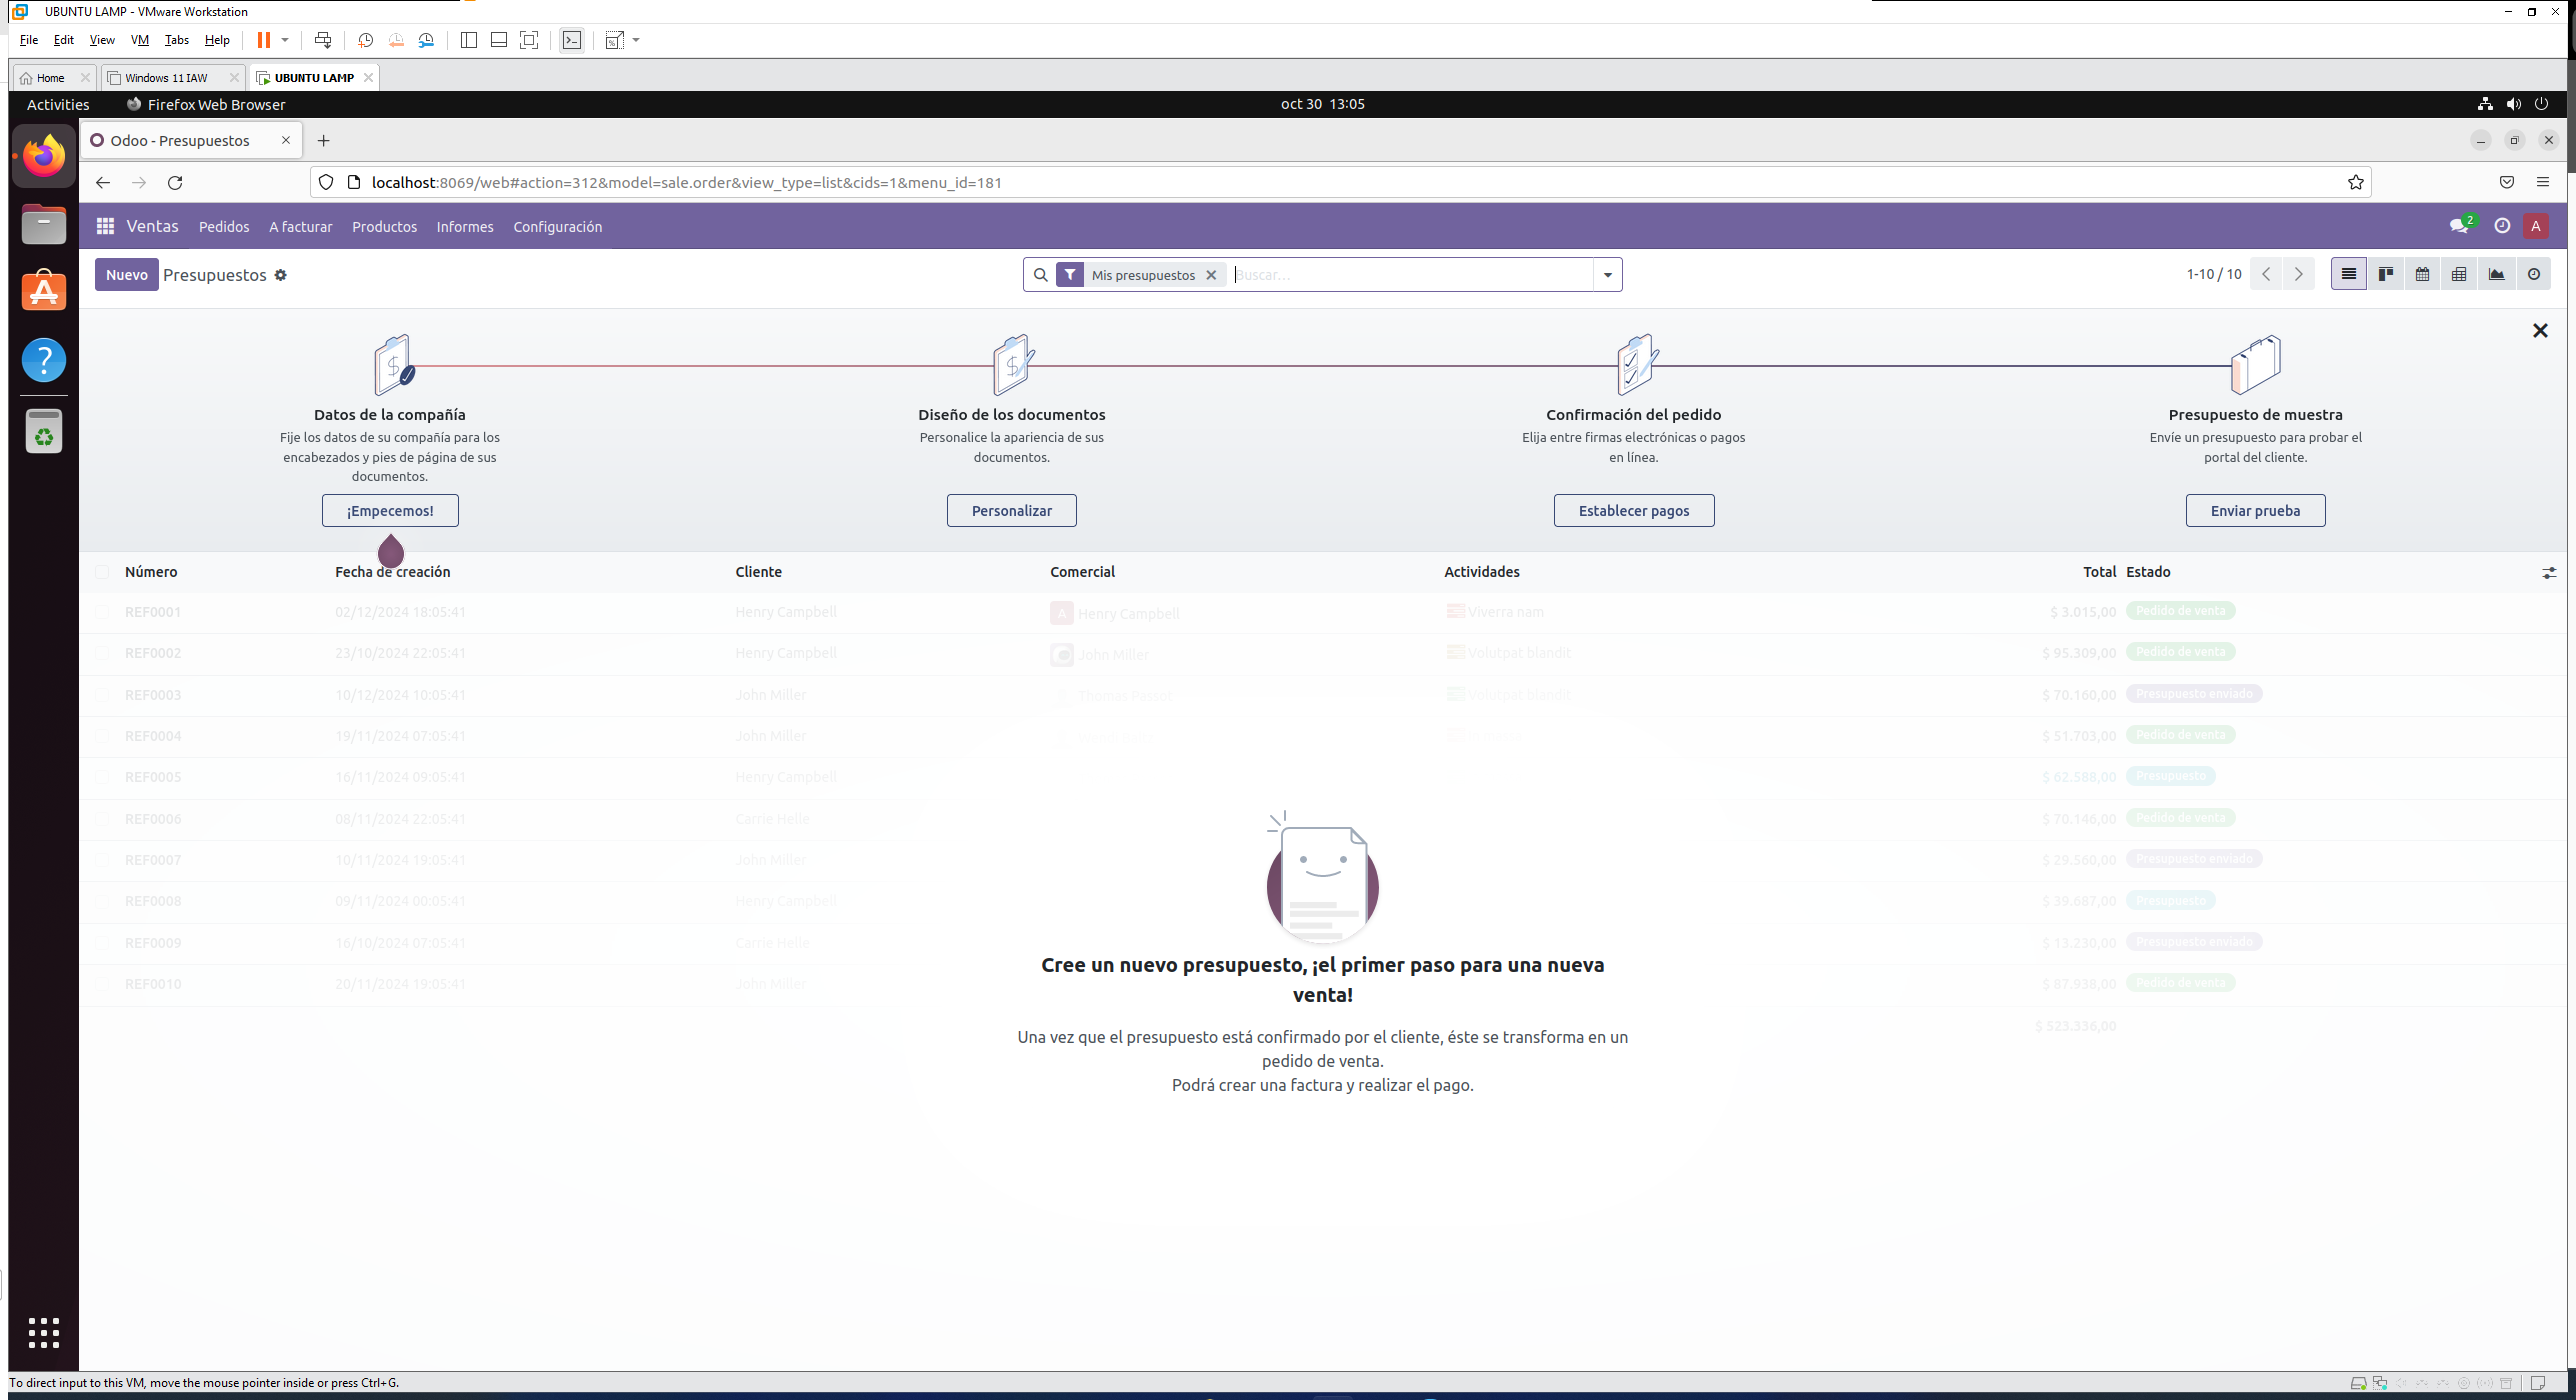 UBUNTU LAMP - VMware Workstation
File Edit View VM Tabs Help
Home Windows 11 IAW UBUNTU LAMP
Activities Firefox Web Browser oct 30 13:05
Odoo - Presupuestos
localhost:8069/web#action=312&model=sale.order&view_type=list&cids=1&menu_id=181
Ventas Pedidos A facturar Productos Informes Configuración 2 A
Nuevo Presupuestos Mis presupuestos Buscar... 1-10 / 10
Datos de la compañía
Fije los datos de su compañía para los
encabezados y pies de página de sus
documentos.
¡Empecemos!
Diseño de los documentos
Personalice la apariencia de sus
documentos.
Personalizar
Confirmación del pedido
Elija entre firmas electrónicas o pagos
en línea.
Establecer pagos
Presupuesto de muestra
Envíe un presupuesto para probar el
portal del cliente.
Enviar prueba
Número Fecha de creación Cliente Comercial Actividades Total Estado
REF0001 02/12/2024 18:05:41 Henry Campbell A Henry Campbell Viverra nam $ 3.015,00 Pedido de venta
REF0002 23/10/2024 22:05:41 Henry Campbell John Miller Volutpat blandit $ 95.309,00 Pedido de venta
REF0003 10/12/2024 10:05:41 John Miller Thomas Passot Volutpat blandit $ 70.160,00 Presupuesto enviado
REF0004 19/11/2024 07:05:41 John Miller $ 51.703,00 Pedido de venta
REF0005 16/11/2024 09:05:41 Henry Campbell $ 62.588,00 Presupuesto
REF0006 08/11/2024 22:05:41 Carrie Helle $ 70.146,00 Pedido de venta
REF0007 10/11/2024 19:05:41 John Miller $ 29.560,00 Presupuesto enviado
REF0008 09/11/2024 00:05:41 Henry Campbell $ 39.687,00 Presupuesto
REF0009 16/10/2024 07:05:41 Carrie Helle $ 13.230,00 Presupuesto enviado
REF0010 20/11/2024 19:05:41 John Miller $ 87.938,00 Pedido de venta
$ 523.336,00
Cree un nuevo presupuesto, ¡el primer paso para una nueva
venta!
Una vez que el presupuesto está confirmado por el cliente, éste se transforma en un
pedido de venta.
Podrá crear una factura y realizar el pago.
To direct input to this VM, move the mouse pointer inside or press Ctrl+G.